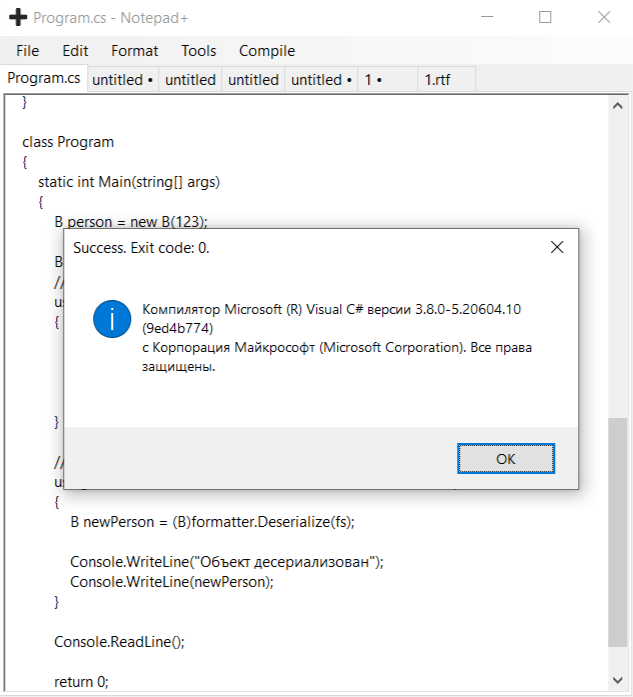 Program.cs - Notepad+
File Edit Format Tools Compile
Program.cs untitled • untitled untitled untitled • 1 • 1.rtf
}
class Program
{
static int Main(string[] args)
{
B person = new B(123);
Success. Exit code: 0.
B
//
{
Компилятор Microsoft (R) Visual C# версии 3.8.0-5.20604.10
(9ed4b774)
с Корпорация Майкрософт (Microsoft Corporation). Все права
защищены.
}
OK
//
{
B newPerson = (B)formatter.Deserialize(fs);
Console.WriteLine("Объект десериализован");
Console.WriteLine(newPerson);
}
Console.ReadLine();
return 0;